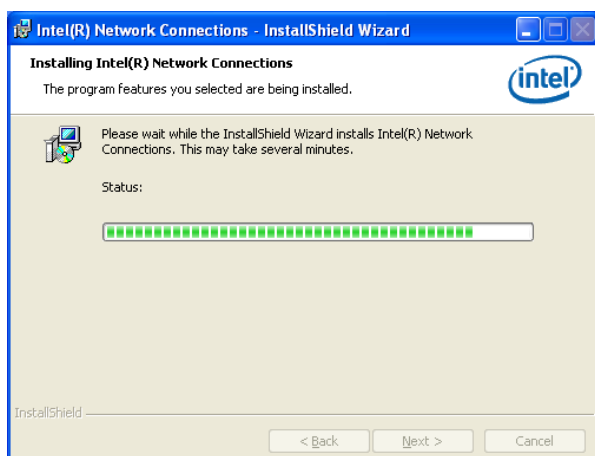 Intel(R) Network Connections - InstallShield Wizard
Installing Intel(R) Network Connections
The program features you selected are being installed.
intel
Please wait while the InstallShield Wizard installs Intel(R) Network
Connections. This may take several minutes.
Status:
InstallShield
< Back Next > Cancel